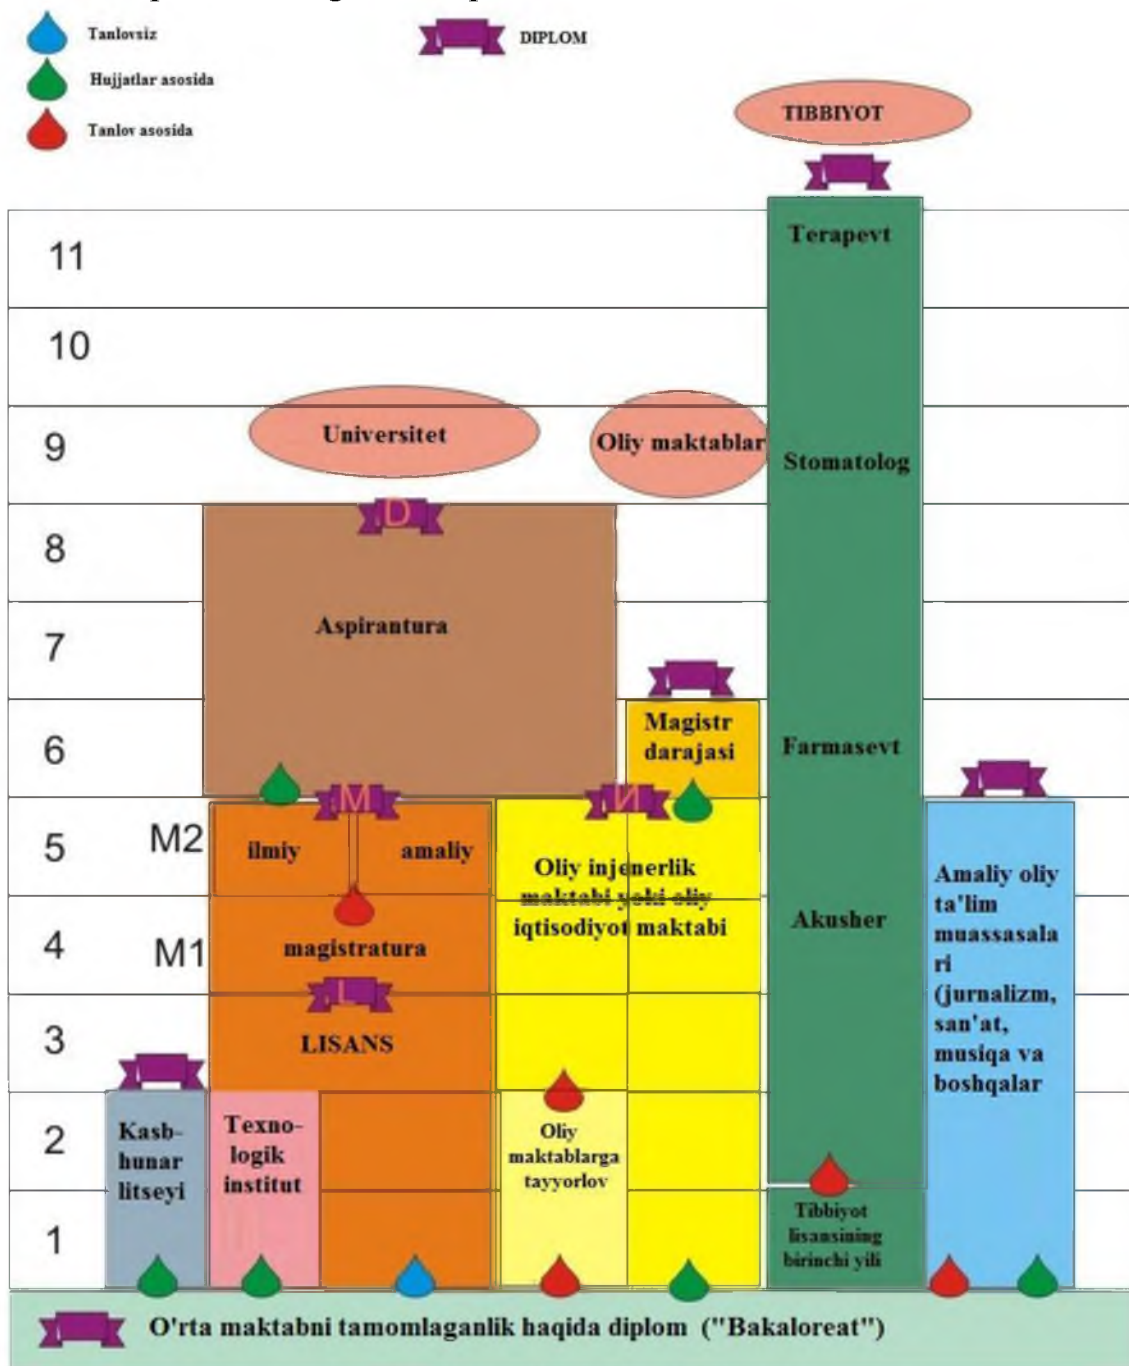 Tanlovsiz
DIPLOM
Hujjatlar asosida
Tanlov asosida
TIBBIYOT
11
Terapevt
10
9
Universitet
Oliy maktablar
Stomatolog
D
8
7
Aspirantura
6
Magistr
darajasi
Farmasevt
M
И
5
M2
ilmiy
amaliy
Oliy injenerlik
maktabi yoki oliy
iqtisodiyot maktabi
Amaliy oliy
ta'lim
muassasala
ri
(jurnalizm,
san'at,
musiqa va
boshqalar
4
M1
magistratura
Akusher
L
3
LISANS
2
Kasb-
hunar
litseyi
Texno-
logik
institut
Oliy
maktablarga
tayyorlov
1
Tibbiyot
lisansining
birinchi yili
O'rta maktabni tamomlaganlik haqida diplom ("Bakaloreat")